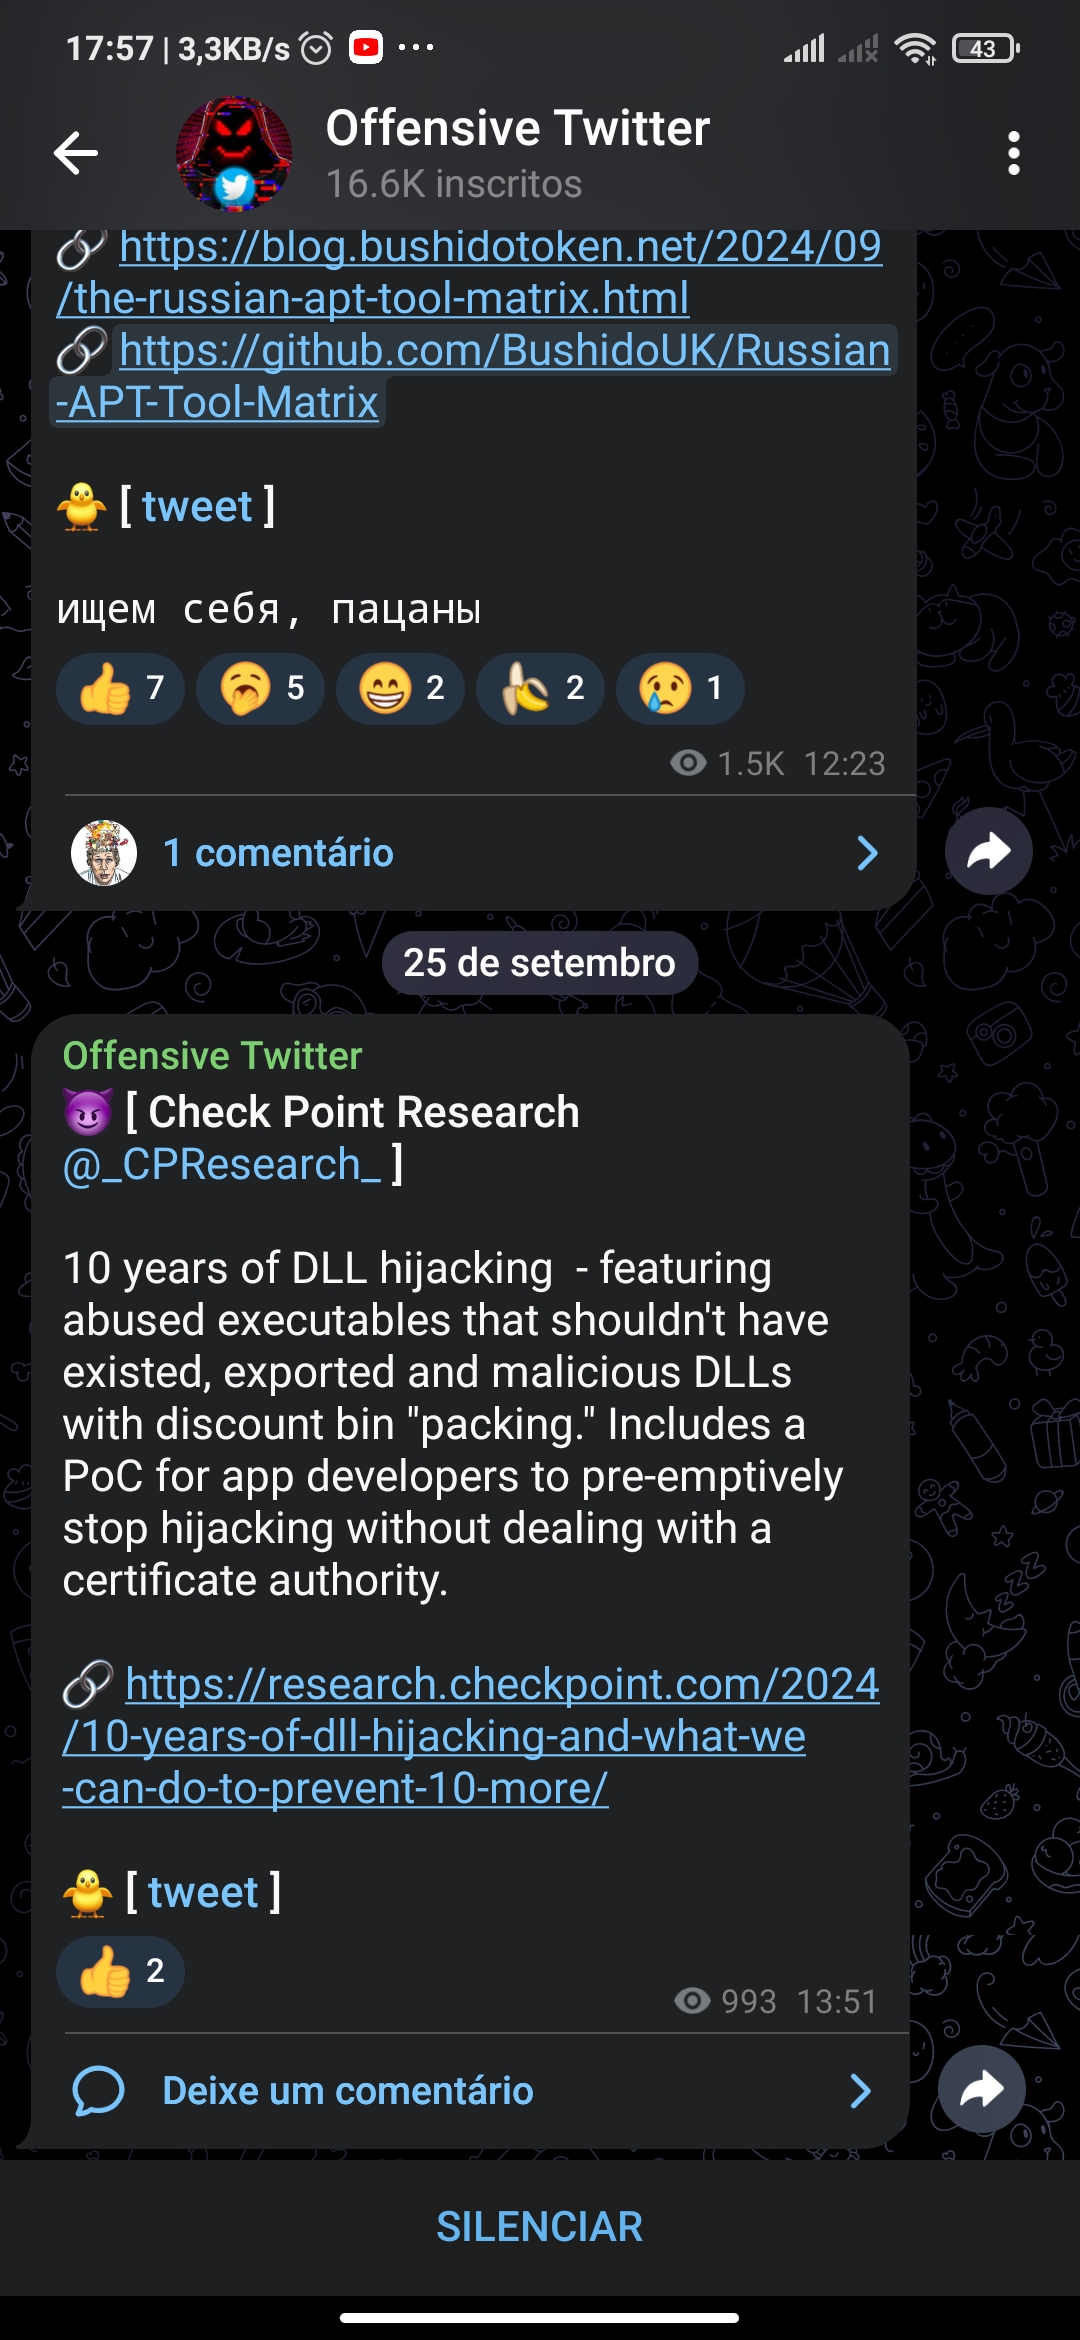 17:57 | 3,3KB/s
43
Offensive Twitter
16.6K inscritos
https://blog.bushidotoken.net/2024/09
/the-russian-apt-tool-matrix.html
https://github.com/BushidoUK/Russian
-APT-Tool-Matrix
[ tweet ]
ищем себя, пацаны
7 5 2 2 1
1.5K 12:23
1 comentário
25 de setembro
Offensive Twitter
[ Check Point Research
@_CPResearch_ ]
10 years of DLL hijacking - featuring
abused executables that shouldn't have
existed, exported and malicious DLLs
with discount bin "packing." Includes a
PoC for app developers to pre-emptively
stop hijacking without dealing with a
certificate authority.
https://research.checkpoint.com/2024
/10-years-of-dll-hijacking-and-what-we
-can-do-to-prevent-10-more/
[ tweet ]
2
993 13:51
Deixe um comentário
SILENCIAR